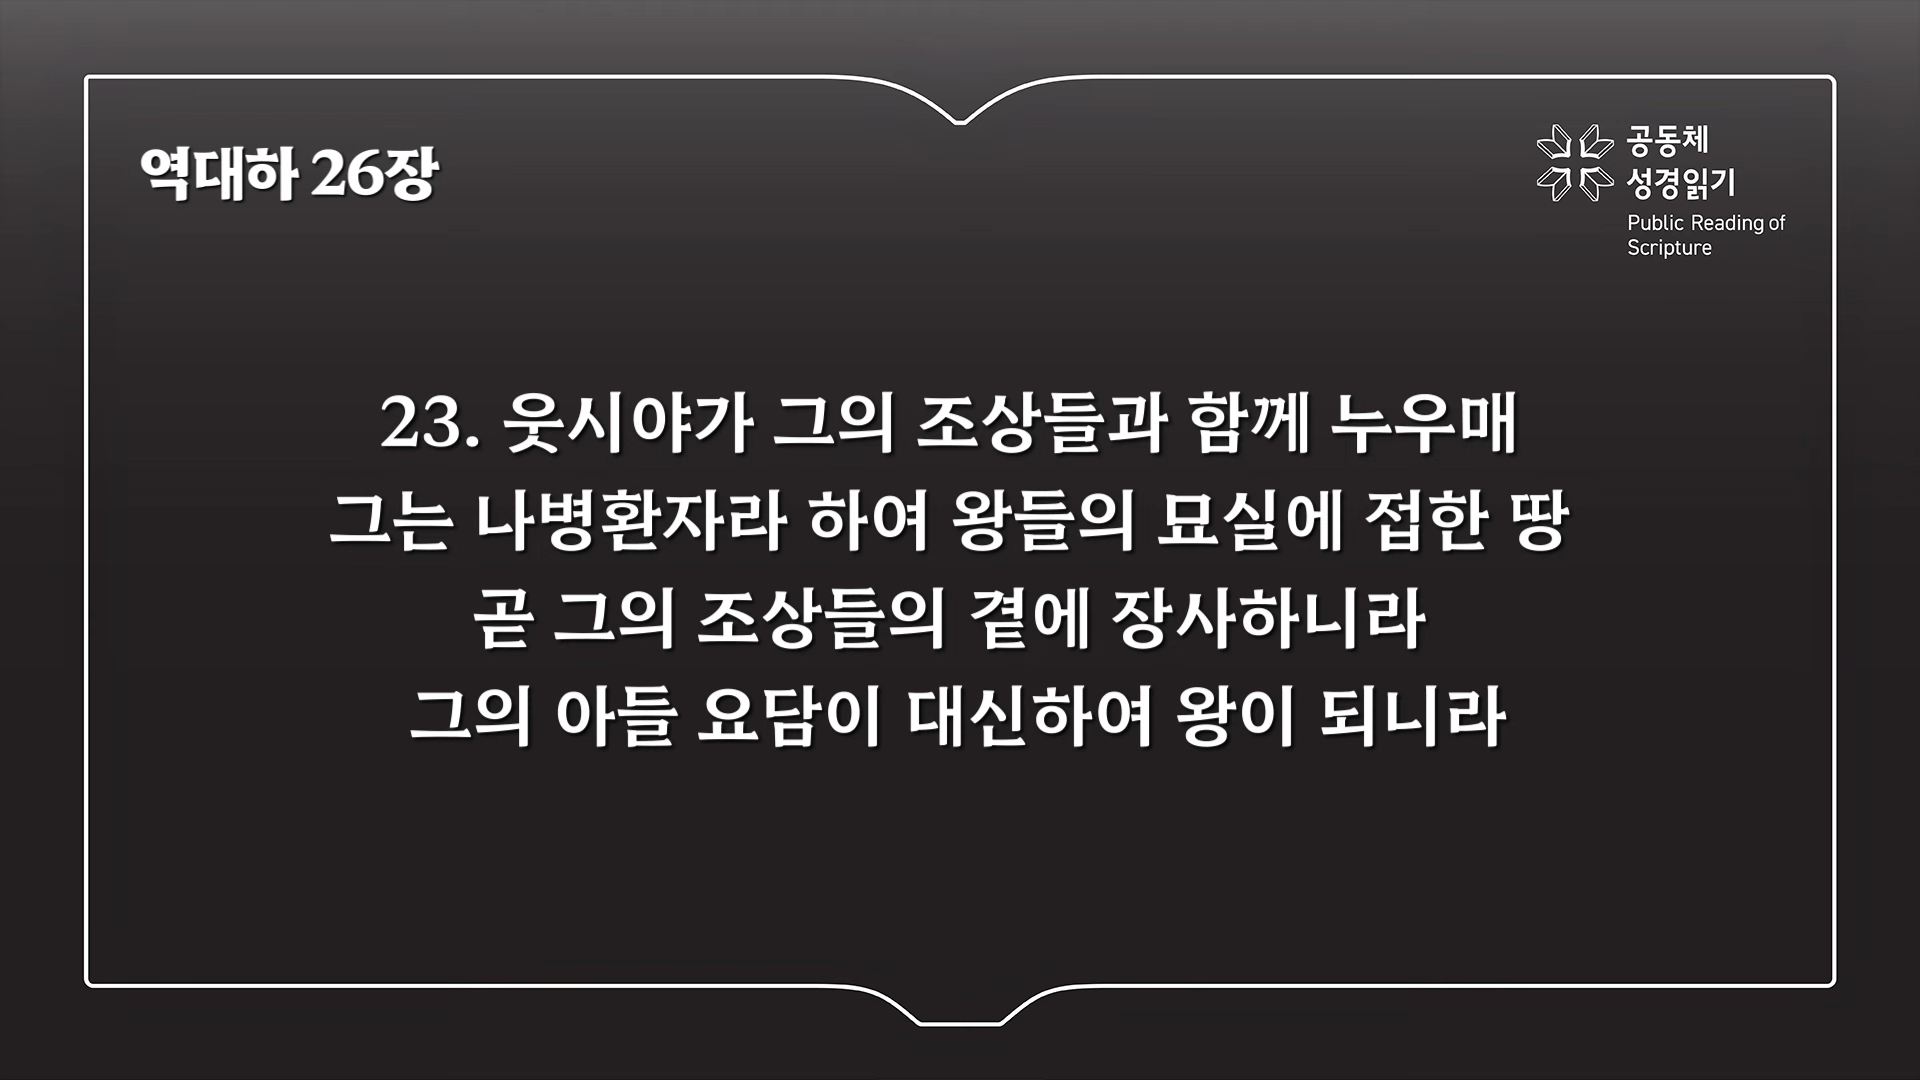 역대하 26장
공동체
성경읽기
Public Reading of
Scripture
23. 웃시야가 그의 조상들과 함께 누우매
그는 나병환자라 하여 왕들의 묘실에 접한 땅
곧 그의 조상들의 곁에 장사하니라
그의 아들 요담이 대신하여 왕이 되니라